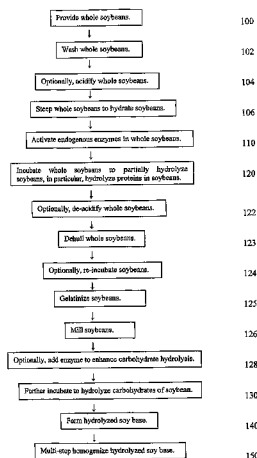 Provide whole soybeans. 100
Wash whole soybeans. 102
Optionally, acidify whole soybeans. 104
Steep whole soybeans to hydrate soybeans. 106
Activate endogenous enzymes in whole soybeans. 110
Incubate whole soybeans to partially hydrolyze 120
soybeans, in particular, hydrolyze proteins in soybeans.
Optionally, de-acidify whole soybeans. 122
Dehull whole soybeans. 123
Optionally, re-incubate soybeans. 124
Gelatinize soybeans. 125
Mill soybeans. 126
Optionally, add enzyme to enhance carbohydrate hydrolysis. 128
Further incubate to hydrolyze carbohydrates of soybean. 130
Form hydrolyzed soy base. 140
Multi-step homogenize hydrolyzed soy base. 150